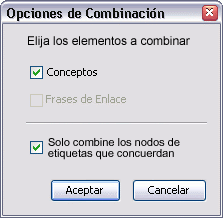 Opciones de Combinación
Elija los elementos a combinar
Conceptos
Frases de Enlace
Solo combine los nodos de
etiquetas que concuerdan
Aceptar
Cancelar